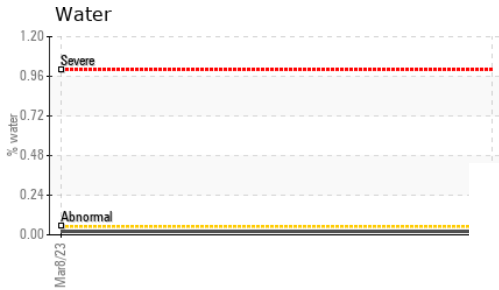 Water
1.20
Severe
0.96
0.72
% water
0.48
0.24
Abnormal
0.00
Mar8/23